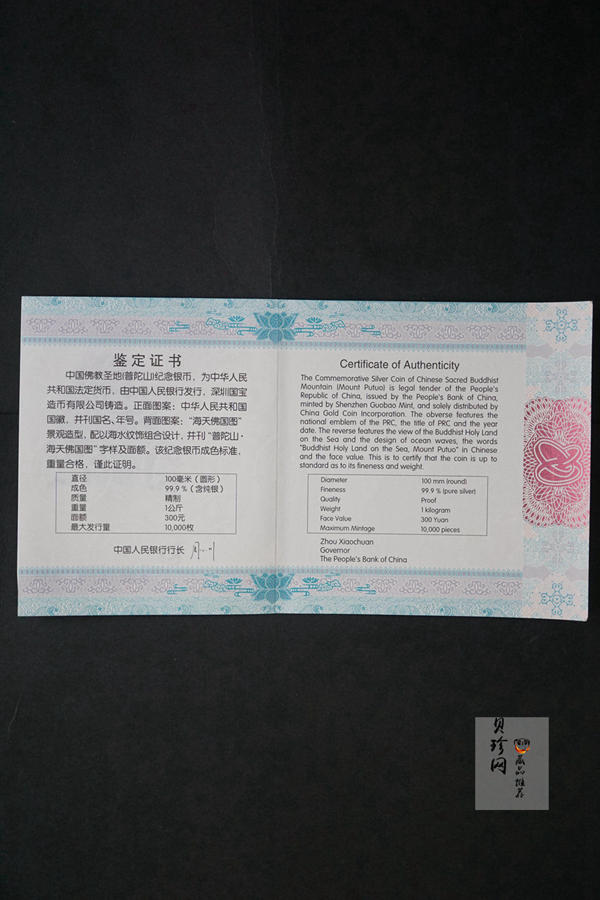 鉴定证书
中国佛教圣地(普陀山)纪念银币，为中华人民
共和国法定货币，由中国人民银行发行，深圳国宝
造币有限公司铸造。正面图案：中华人民共和国
国徽，并刊国名、年号。背面图案：“海天佛国图”
景观造型，配以海水纹饰组合设计，并刊“普陀山·
海天佛国图”字样及面额。该纪念银币成色标准，
重量合格，谨此证明。
直径 100毫米（圆形）
成色 99.9％（含纯银）
质量 精制
重量 1公斤
面额 300元
最大发行量 10,000枚
中国人民银行行长
Certificate of Authenticity
The Commemorative Silver Coin of Chinese Sacred Buddhist
Mountain (Mount Putuo) is legal tender of the People's
Republic of China, issued by the People's Bank of China,
minted by Shenzhen Guobao Mint, and solely distributed by
China Gold Coin Incorporation. The obverse features the
national emblem of the PRC, the title of PRC and the year
date. The reverse features the view of the Buddhist Holy Land
on the Sea and the design of ocean waves, the words
"Buddhist Holy Land on the Sea, Mount Putuo" in Chinese
and the face value. This is to certify that the coin is up to
standard as to its fineness and weight.
Diameter 100 mm (round)
Fineness 99.9 % (pure silver)
Quality Proof
Weight 1 kilogram
Face Value 300 Yuan
Maximum Mintage 10,000 pieces
Zhou Xiaochuan
Governor
The People's Bank of China
贝珍网
藏品推荐